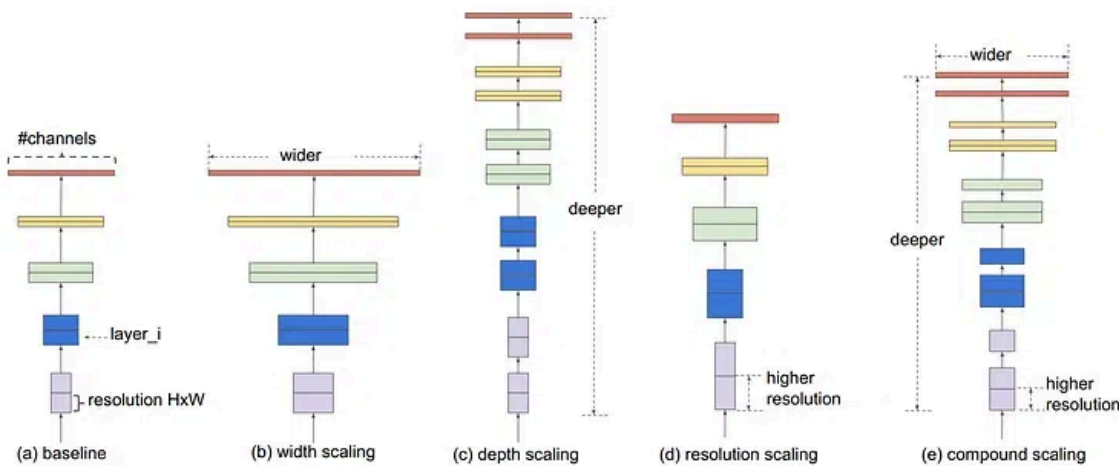 #channels
layer_i
resolution HxW
(a) baseline
wider
(b) width scaling
deeper
(c) depth scaling
higher
resolution
(d) resolution scaling
wider
deeper
higher
resolution
(e) compound scaling